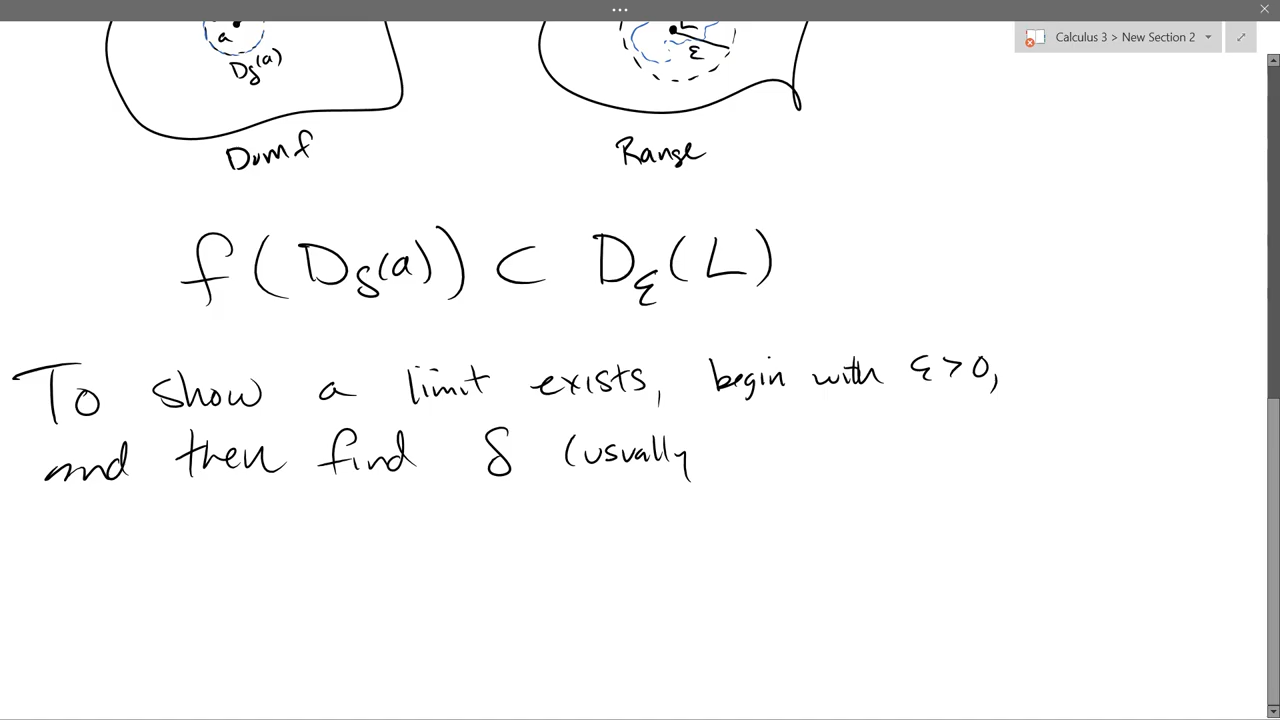 Calculus 3 > New Section 2
a
L
ε
Dδ(a)
Dom f
Range
f(Dδ(a)) ⊂ Dε(L)
To show a limit exists, begin with ε > 0,
and then find δ (usually